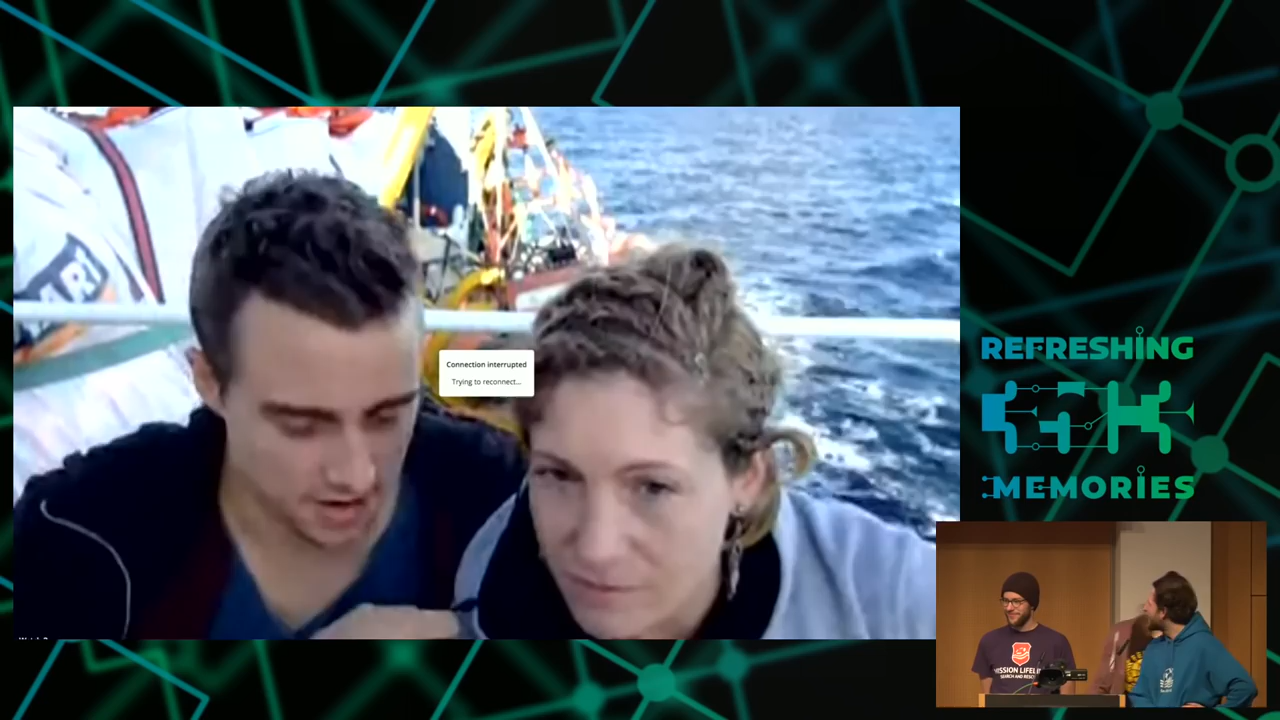 Connection interrupted
Trying to reconnect...
REFRESHING
MEMORIES
MISSION LIFELINE
SEARCH AND RESCUE